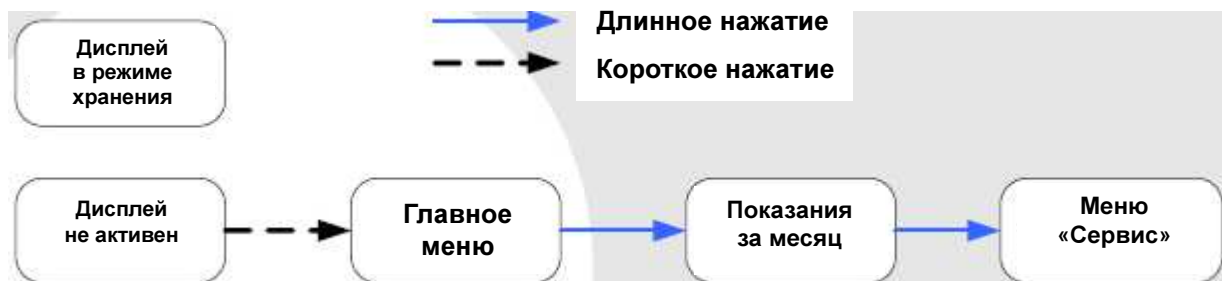 Дисплей
в режиме
хранения
Длинное нажатие
Короткое нажатие
Дисплей
не активен
Главное
меню
Показания
за месяц
Меню
«Сервис»